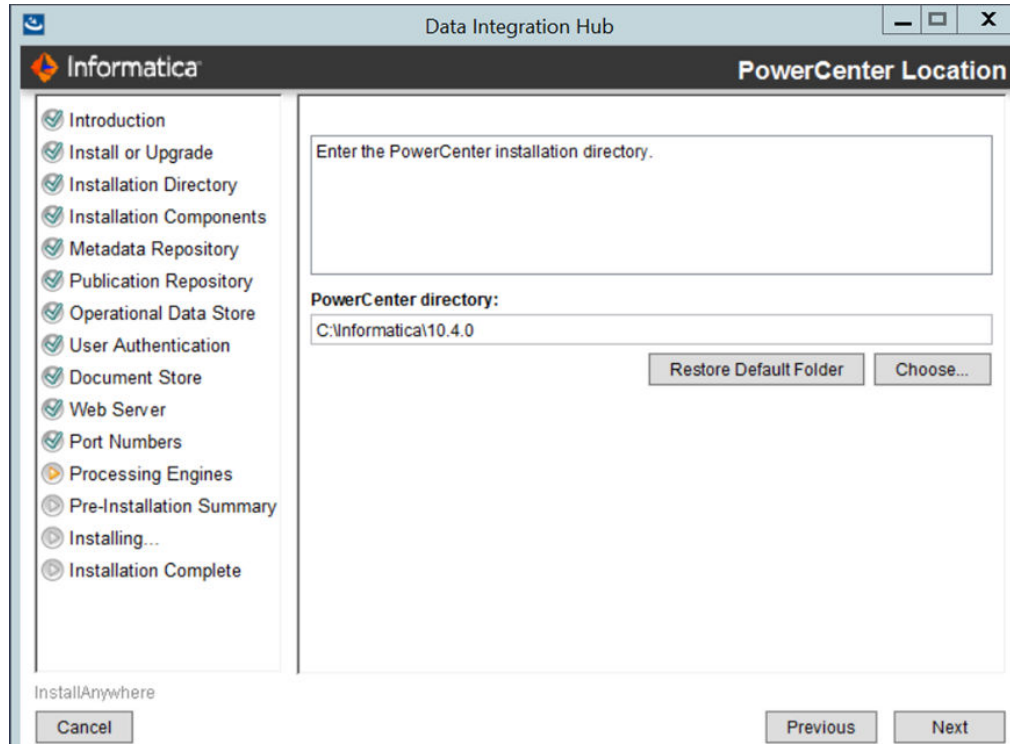 Data Integration Hub
Informatica
PowerCenter Location
Introduction
Install or Upgrade
Installation Directory
Installation Components
Metadata Repository
Publication Repository
Operational Data Store
User Authentication
Document Store
Web Server
Port Numbers
Processing Engines
Pre-Installation Summary
Installing...
Installation Complete
Enter the PowerCenter installation directory.
PowerCenter directory:
C:\Informatica\10.4.0
Restore Default Folder
Choose...
InstallAnywhere
Cancel
Previous
Next